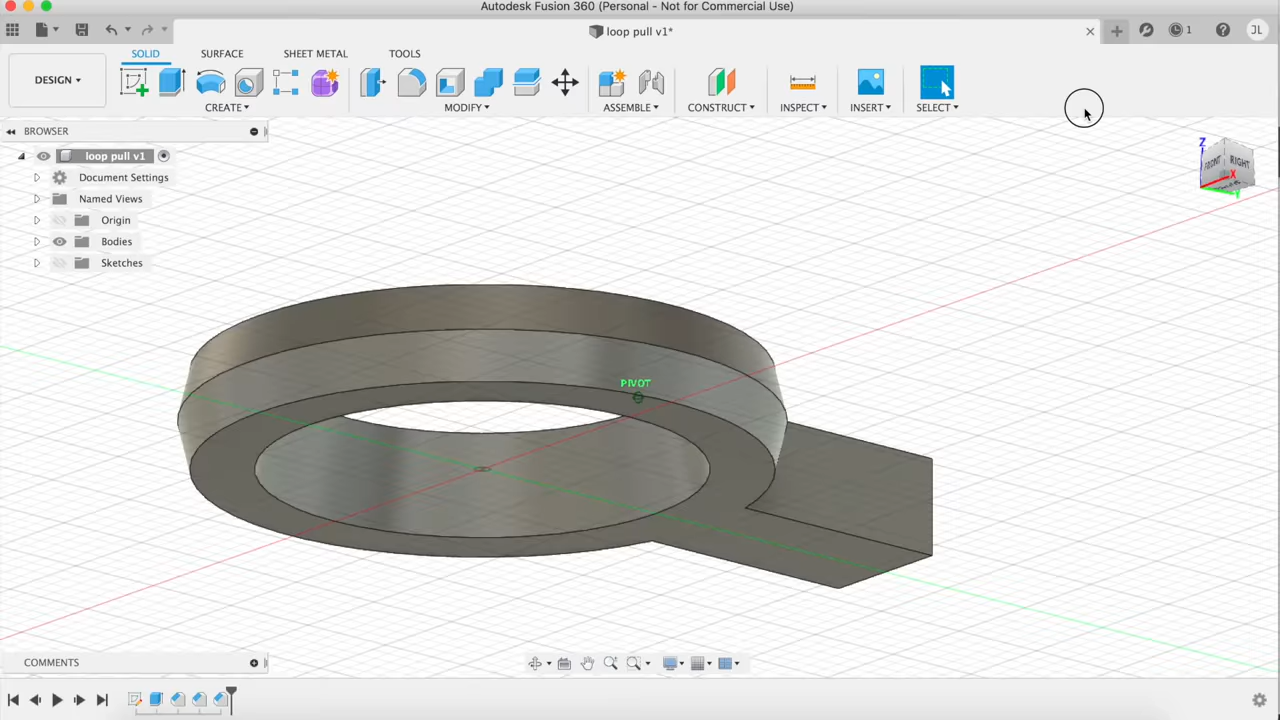 Autodesk Fusion 360 (Personal - Not for Commercial Use)
loop pull v1*
1
JL
DESIGN
SOLID
SURFACE
SHEET METAL
TOOLS
CREATE
MODIFY
ASSEMBLE
CONSTRUCT
INSPECT
INSERT
SELECT
BROWSER
loop pull v1
Document Settings
Named Views
Origin
Bodies
Sketches
Z
FRONT
RIGHT
X
Y
PIVOT
COMMENTS